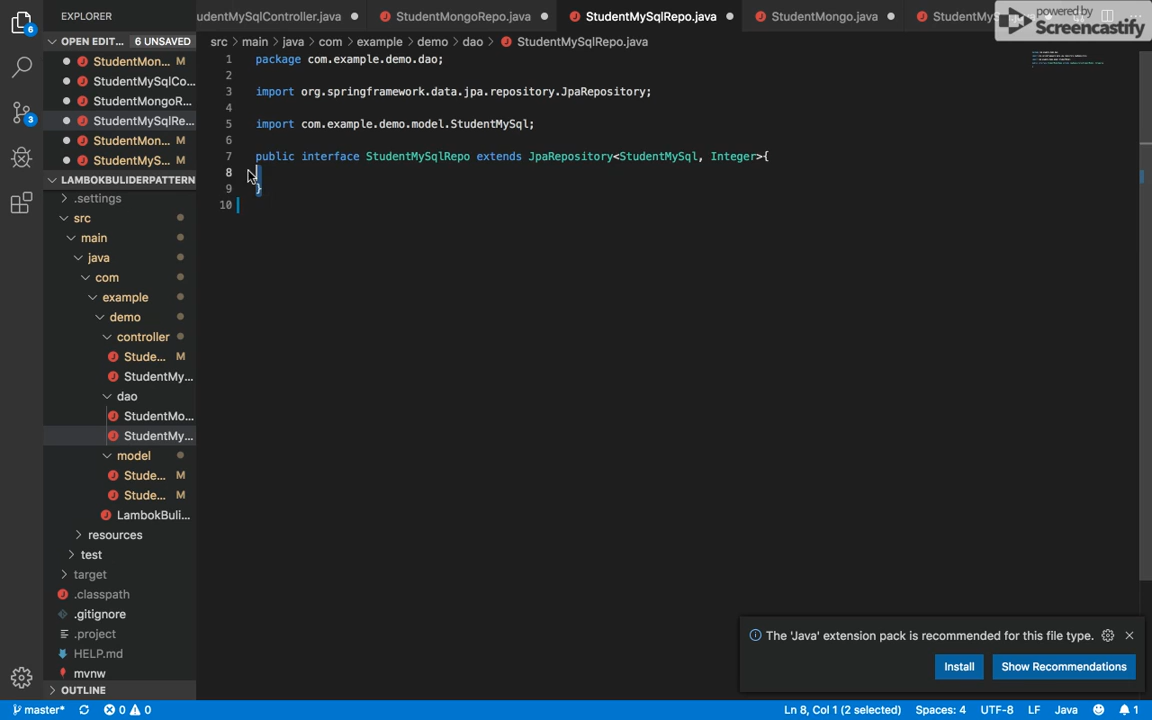 EXPLORER
udentMySqlController.java
StudentMongoRepo.java
StudentMySqlRepo.java
StudentMongo.java
StudentMyS
powered by
Screencastify
OPEN EDIT... 6 UNSAVED
StudentMon... M
StudentMySqlCo...
StudentMongoR...
StudentMySqlRe...
StudentMon... M
StudentMyS... M
LAMBOKBULIDERPATTERN
.settings
src
main
java
com
example
demo
controller
Stude... M
StudentMy...
dao
StudentMo...
StudentMy...
model
Stude... M
Stude... M
LambokBuli...
resources
test
target
.classpath
.gitignore
.project
HELP.md
mvnw
OUTLINE
6
3
src > main > java > com > example > demo > dao > StudentMySqlRepo.java
1 package com.example.demo.dao;
2
3 import org.springframework.data.jpa.repository.JpaRepository;
4
5 import com.example.demo.model.StudentMySql;
6
7 public interface StudentMySqlRepo extends JpaRepository<StudentMySql, Integer>{
8
9 }
10
The 'Java' extension pack is recommended for this file type.
Install
Show Recommendations
master* 0 0
Ln 8, Col 1 (2 selected) Spaces: 4 UTF-8 LF Java 1